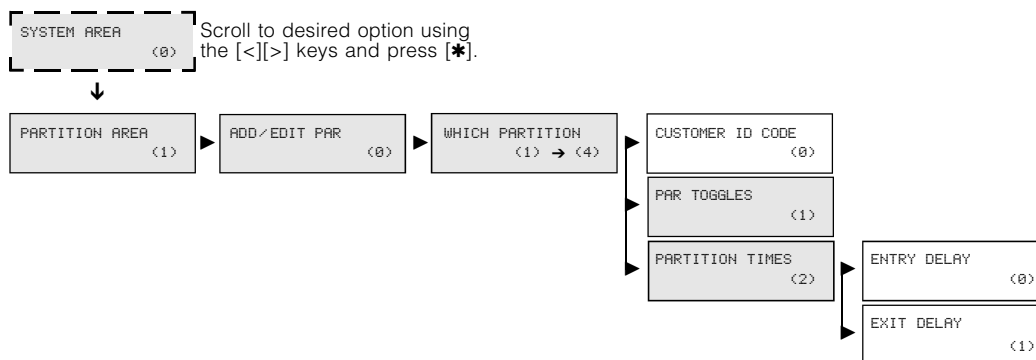 SYSTEM AREA
(0)
Scroll to desired option using
the [<][>] keys and press [✱].
PARTITION AREA
(1)
ADD/EDIT PAR
(0)
WHICH PARTITION
(1) → (4)
CUSTOMER ID CODE
(0)
PAR TOGGLES
(1)
PARTITION TIMES
(2)
ENTRY DELAY
(0)
EXIT DELAY
(1)